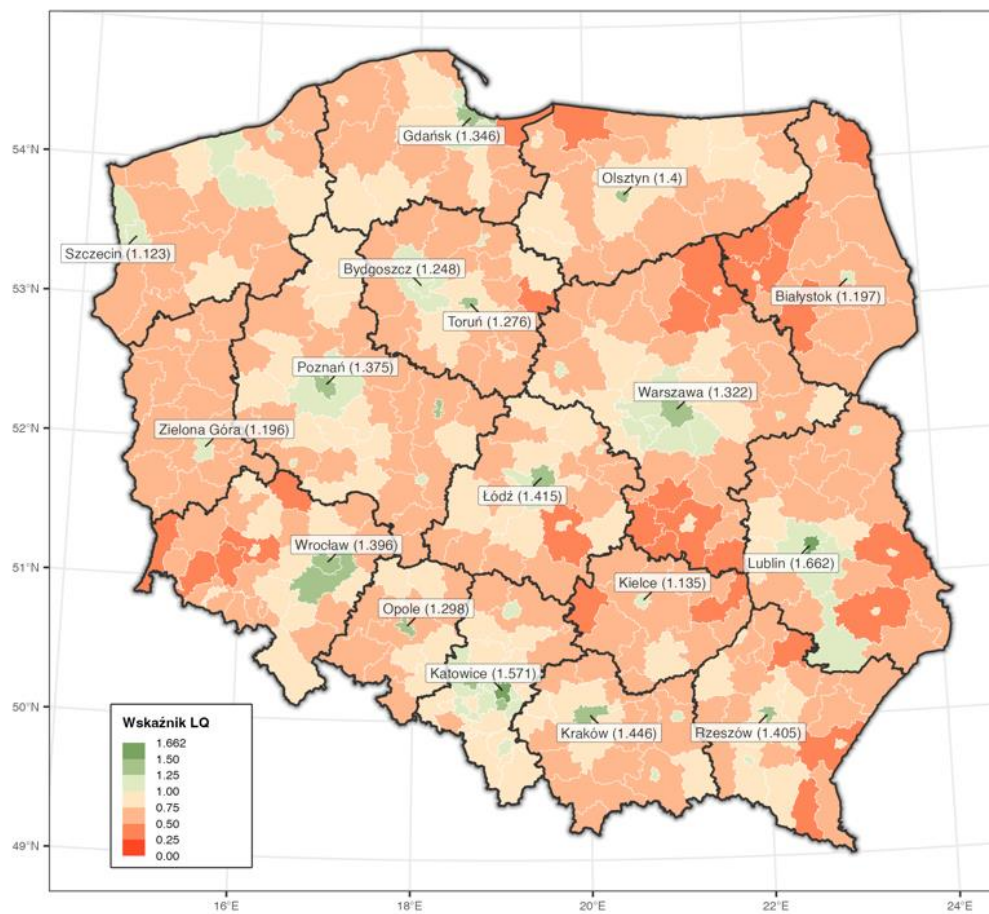 54°N
53°N
52°N
51°N
50°N
49°N
Gdańsk (1.346)
Olsztyn (1.4)
Szczecin (1.123)
Bydgoszcz (1.248)
Białystok (1.197)
Toruń (1.276)
Poznań (1.375)
Warszawa (1.322)
Zielona Góra (1.196)
Łódź (1.415)
Wrocław (1.396)
Lublin (1.662)
Kielce (1.135)
Opole (1.298)
Katowice (1.571)
Kraków (1.446)
Rzeszów (1.405)
Wskaźnik LQ
1.662
1.50
1.25
1.00
0.75
0.50
0.25
0.00
16°E
18°E
20°E
22°E
24°E